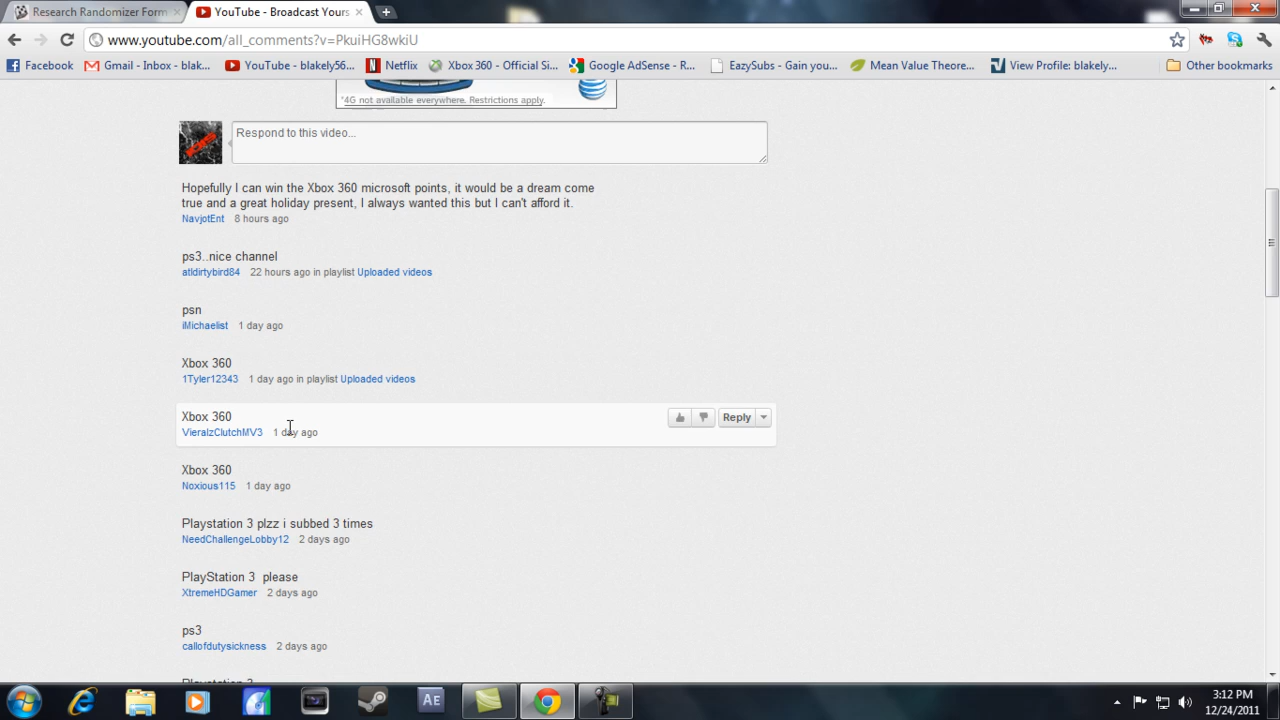 Research Randomizer Form
YouTube - Broadcast Yours
www.youtube.com/all_comments?v=PkuiHG8wkiU
Facebook
Gmail - Inbox - blak...
YouTube - blakely56...
Netflix
Xbox 360 - Official Si...
Google AdSense - R...
EazySubs - Gain you...
Mean Value Theore...
View Profile: blakely...
Other bookmarks
*4G not available everywhere. Restrictions apply.
at&t
Respond to this video...
Hopefully I can win the Xbox 360 microsoft points, it would be a dream come
true and a great holiday present, I always wanted this but I can't afford it.
NavjotEnt 8 hours ago
ps3..nice channel
atldirtybird84 22 hours ago in playlist Uploaded videos
psn
iMichaelist 1 day ago
Xbox 360
1Tyler12343 1 day ago in playlist Uploaded videos
Xbox 360
VieraIzClutchMV3 1 day ago
Reply
Xbox 360
Noxious115 1 day ago
Playstation 3 plzz i subbed 3 times
NeedChallengeLobby12 2 days ago
PlayStation 3 please
XtremeHDGamer 2 days ago
ps3
callofdutysickness 2 days ago
Playstation 3
AE
3:12 PM
12/24/2011